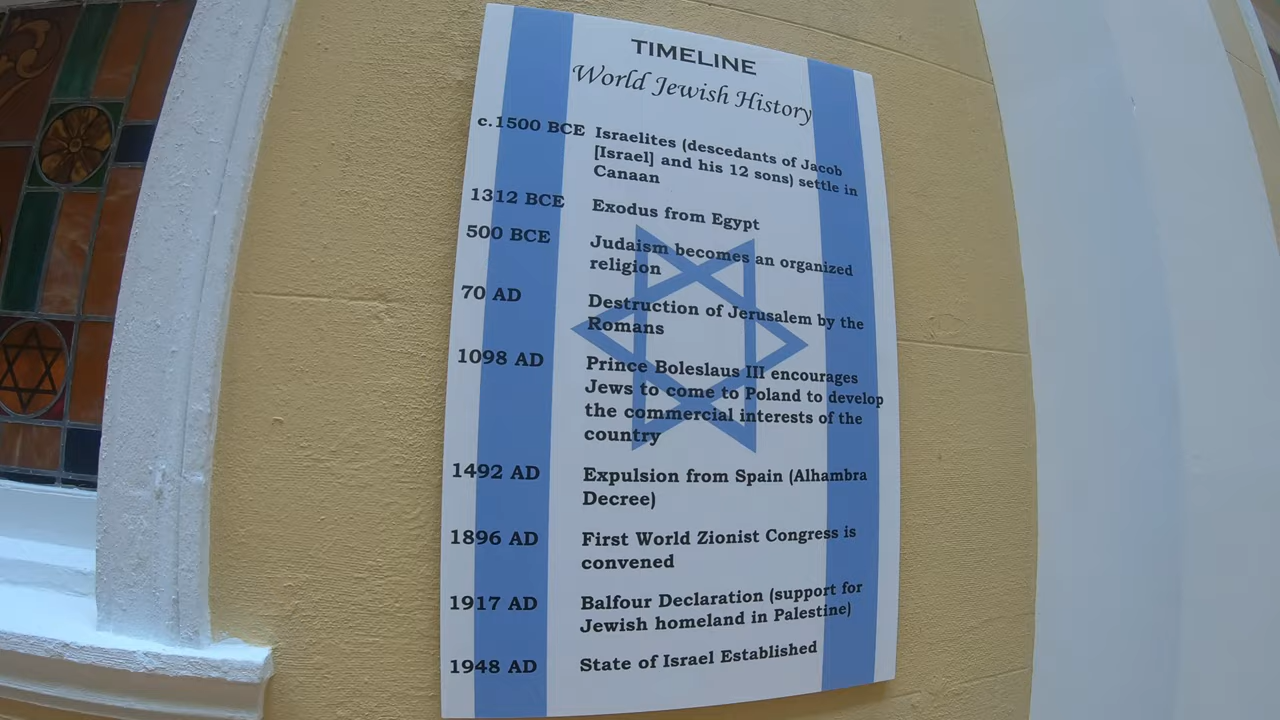 TIMELINE
World Jewish History
c.1500 BCE Israelites (descedants of Jacob
[Israel] and his 12 sons) settle in
Canaan
1312 BCE Exodus from Egypt
500 BCE Judaism becomes an organized
religion
70 AD Destruction of Jerusalem by the
Romans
1098 AD Prince Boleslaus III encourages
Jews to come to Poland to develop
the commercial interests of the
country
1492 AD Expulsion from Spain (Alhambra
Decree)
1896 AD First World Zionist Congress is
convened
1917 AD Balfour Declaration (support for
Jewish homeland in Palestine)
1948 AD State of Israel Established